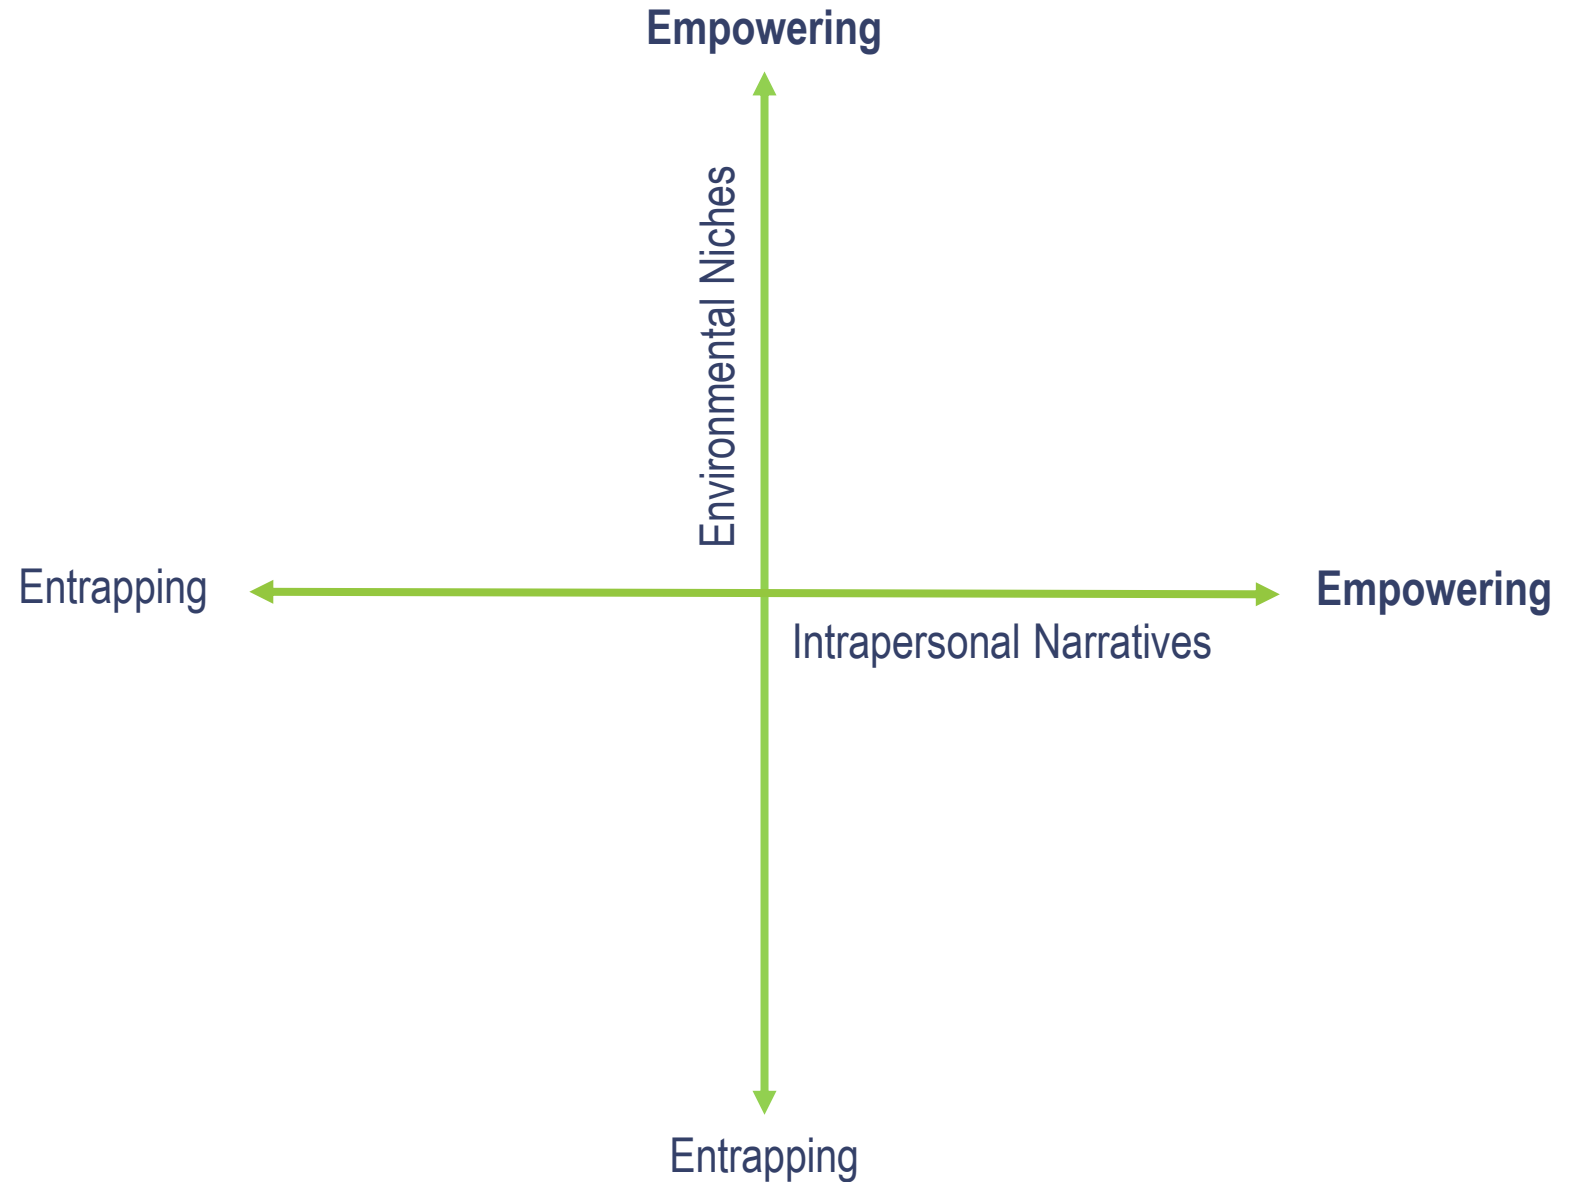 Empowering
Environmental Niches
Entrapping
Empowering
Intrapersonal Narratives
Entrapping